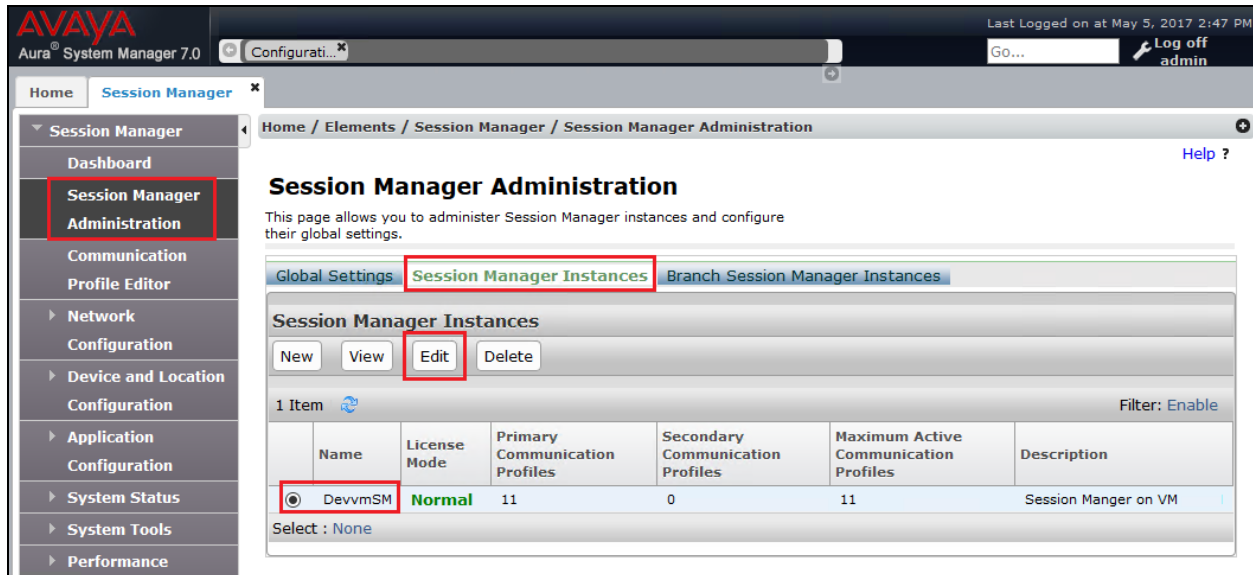 AVAYA
Last Logged on at May 5, 2017 2:47 PM
Aura® System Manager 7.0
Configurati...
Go...
Log off
admin
Home
Session Manager
Session Manager
Home / Elements / Session Manager / Session Manager Administration
Help ?
Dashboard
Session Manager
Administration
Communication
Profile Editor
Network
Configuration
Device and Location
Configuration
Application
Configuration
System Status
System Tools
Performance
Session Manager Administration
This page allows you to administer Session Manager instances and configure
their global settings.
Global Settings Session Manager Instances Branch Session Manager Instances
Session Manager Instances
New View Edit Delete
1 Item Filter: Enable
Name
License
Mode
Primary
Communication
Profiles
Secondary
Communication
Profiles
Maximum Active
Communication
Profiles
Description
DevvmSM Normal 11 0 11 Session Manger on VM
Select : None